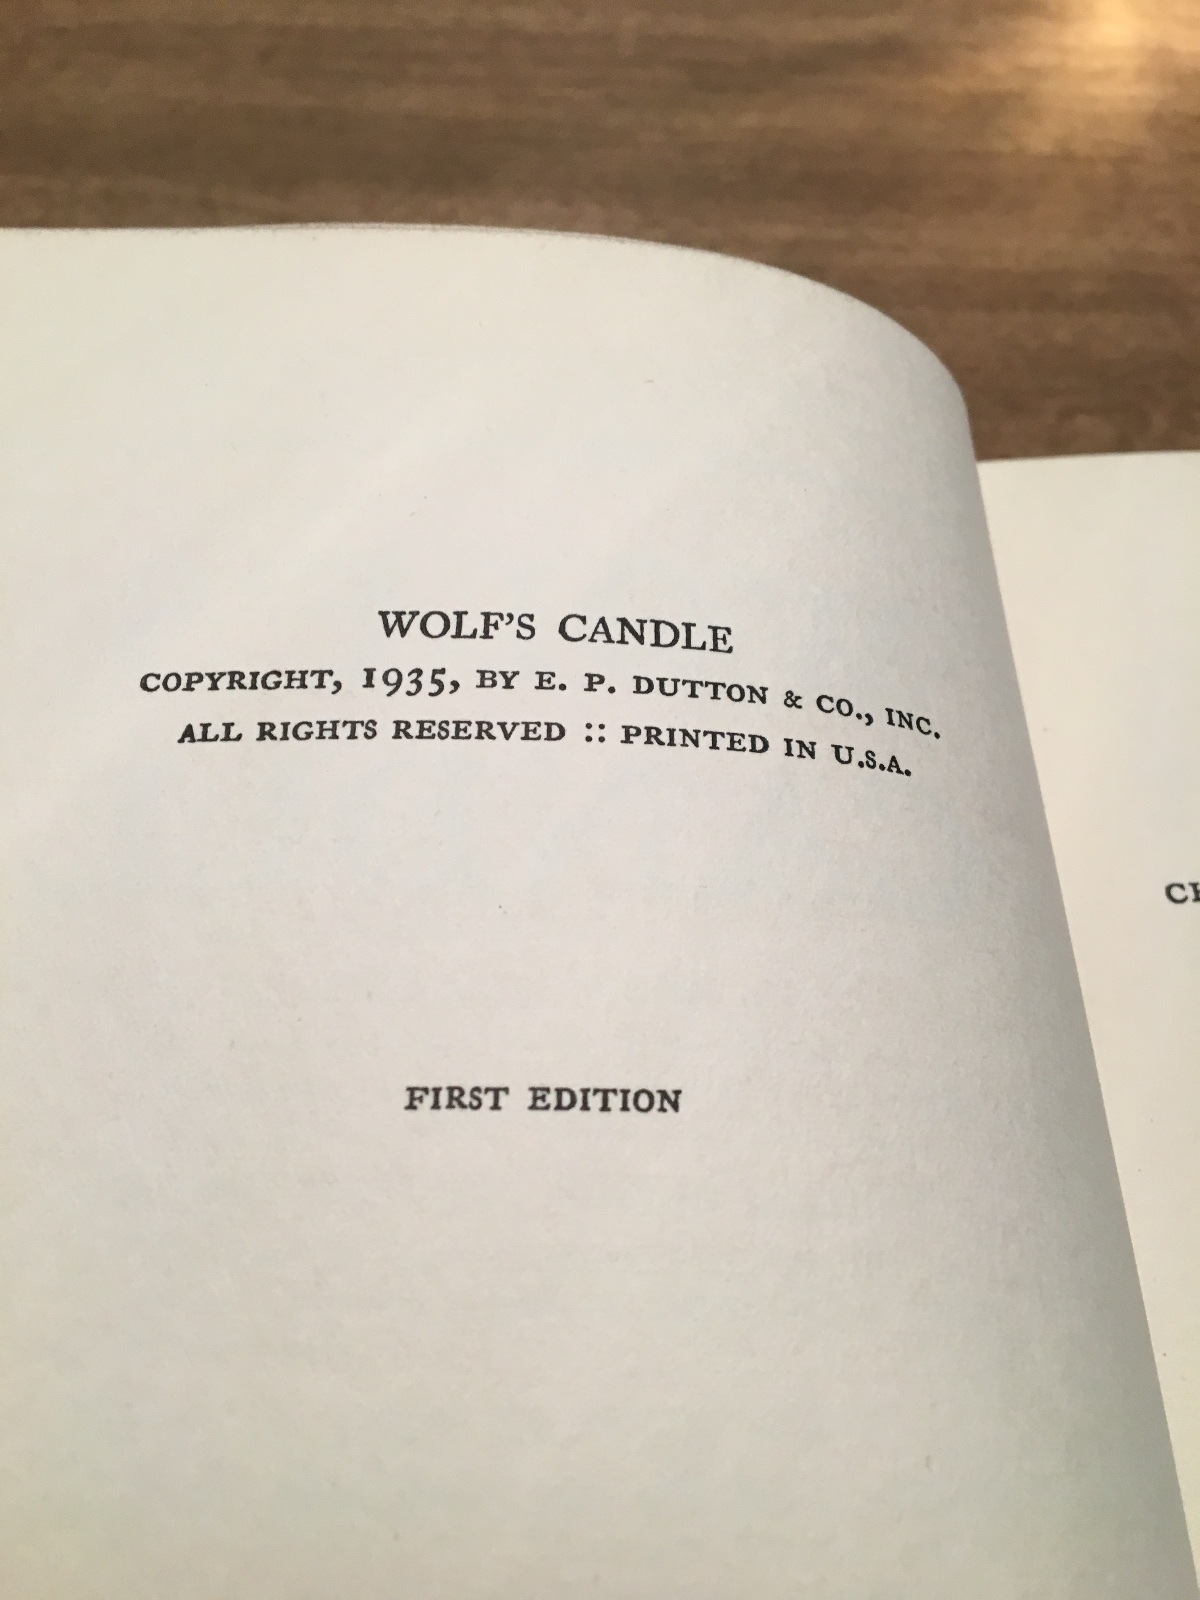 WOLF'S CANDLE
COPYRIGHT, 1935, BY E. P. DUTTON & CO., INC.
ALL RIGHTS RESERVED :: PRINTED IN U.S.A.
FIRST EDITION